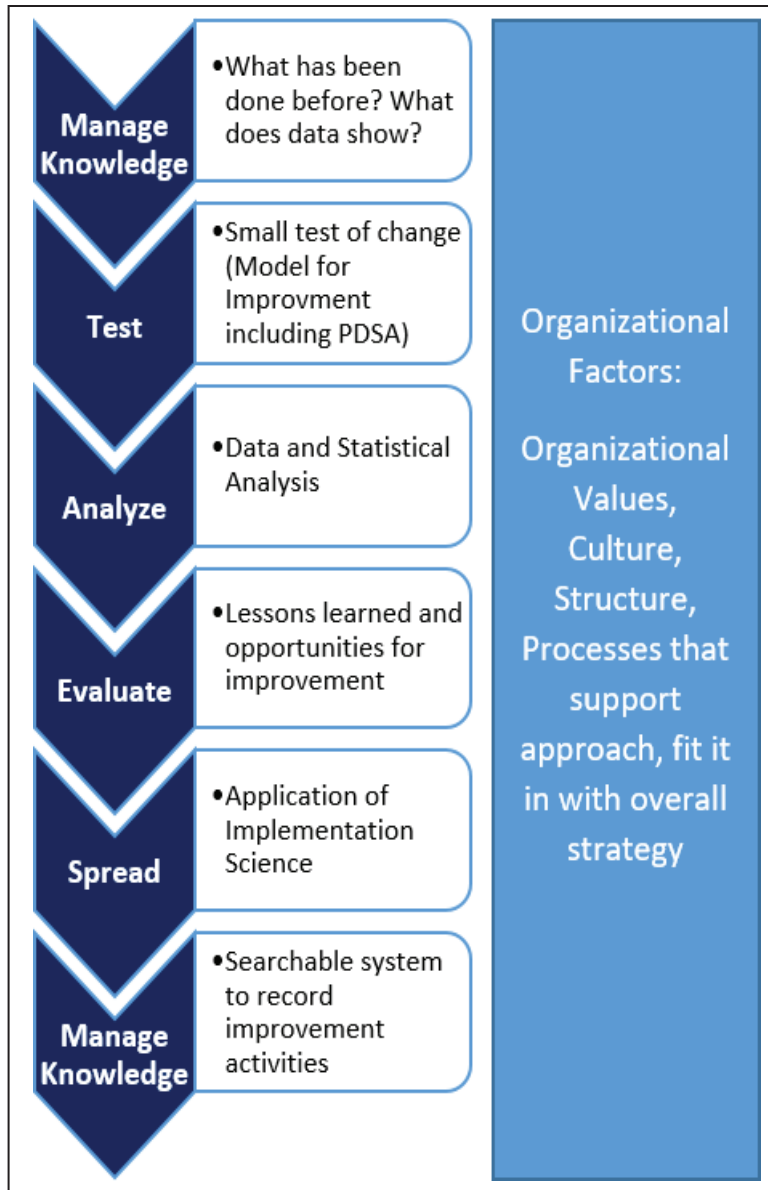 Manage
Knowledge
•What has been
done before? What
does data show?
Test
•Small test of change
(Model for
Improvment
including PDSA)
Analyze
•Data and Statistical
Analysis
Evaluate
•Lessons learned and
opportunities for
improvement
Spread
•Application of
Implementation
Science
Manage
Knowledge
•Searchable system
to record
improvement
activities
Organizational
Factors:
Organizational
Values,
Culture,
Structure,
Processes that
support
approach, fit it
in with overall
strategy